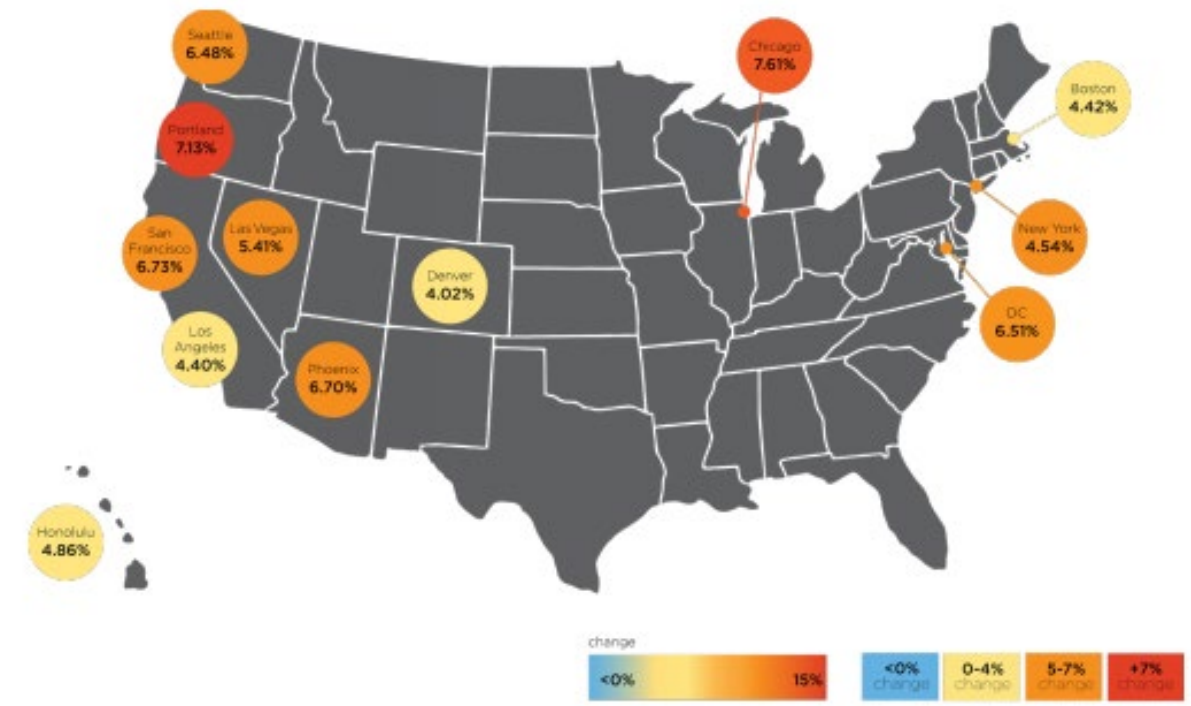 Seattle
6.48%
Portland
7.13%
San
Francisco
6.73%
Las Vegas
5.41%
Los
Angeles
4.40%
Phoenix
6.70%
Denver
4.02%
Chicago
7.61%
Boston
4.42%
New York
4.54%
DC
6.51%
Honolulu
4.86%
change
<0%
15%
<0%
change
0-4%
change
5-7%
change
+7%
change